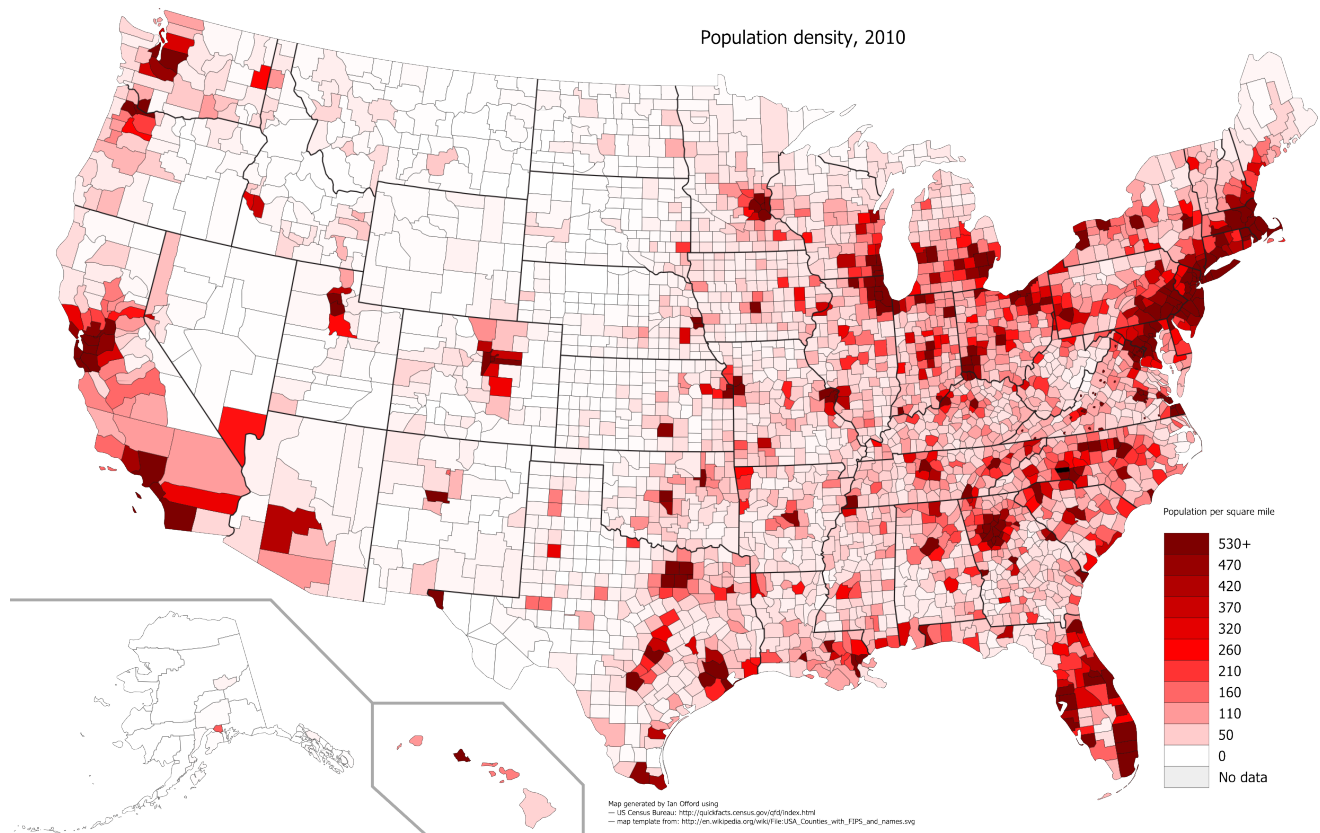 Population density, 2010
Population per square mile
530+
470
420
370
320
260
210
160
110
50
0
No data
Map generated by Ian Offord using
— US Census Bureau: http://quickfacts.census.gov/qfd/index.html
— map template from: http://en.wikipedia.org/wiki/File:USA_Counties_with_FIPS_and_names.svg